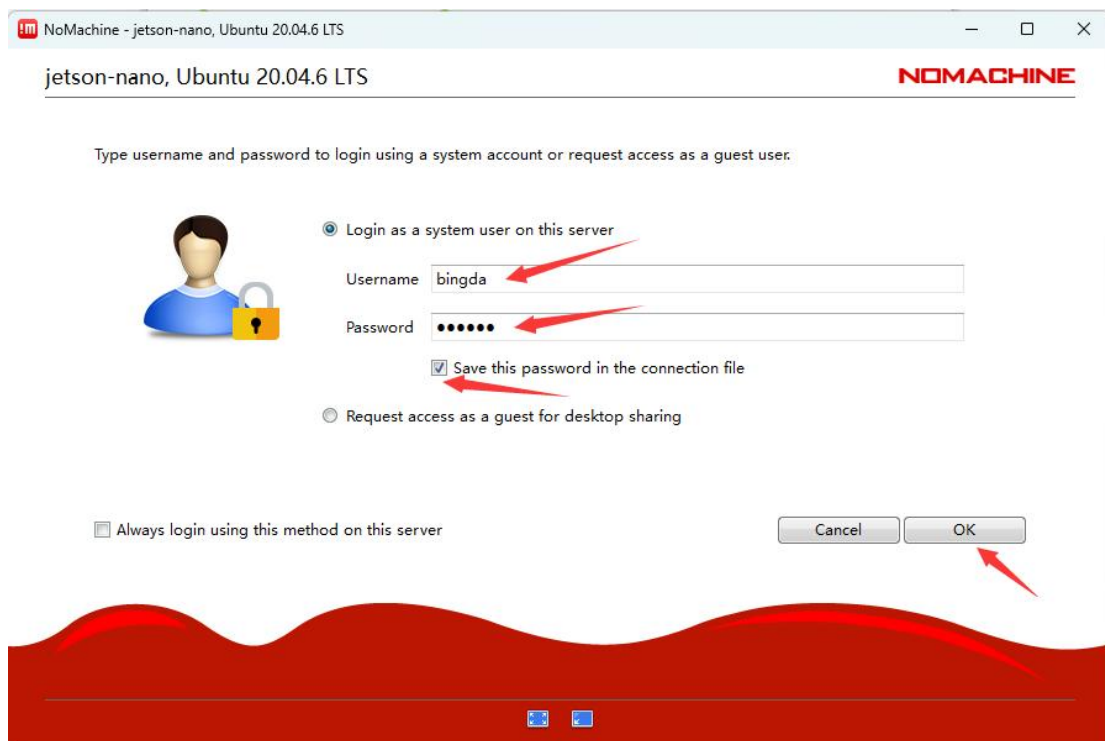 !m NoMachine - jetson-nano, Ubuntu 20.04.6 LTS
jetson-nano, Ubuntu 20.04.6 LTS
NOMACHINE
Type username and password to login using a system account or request access as a guest user.
Login as a system user on this server
Username bingda
Password ••••••
Save this password in the connection file
Request access as a guest for desktop sharing
Always login using this method on this server
Cancel OK